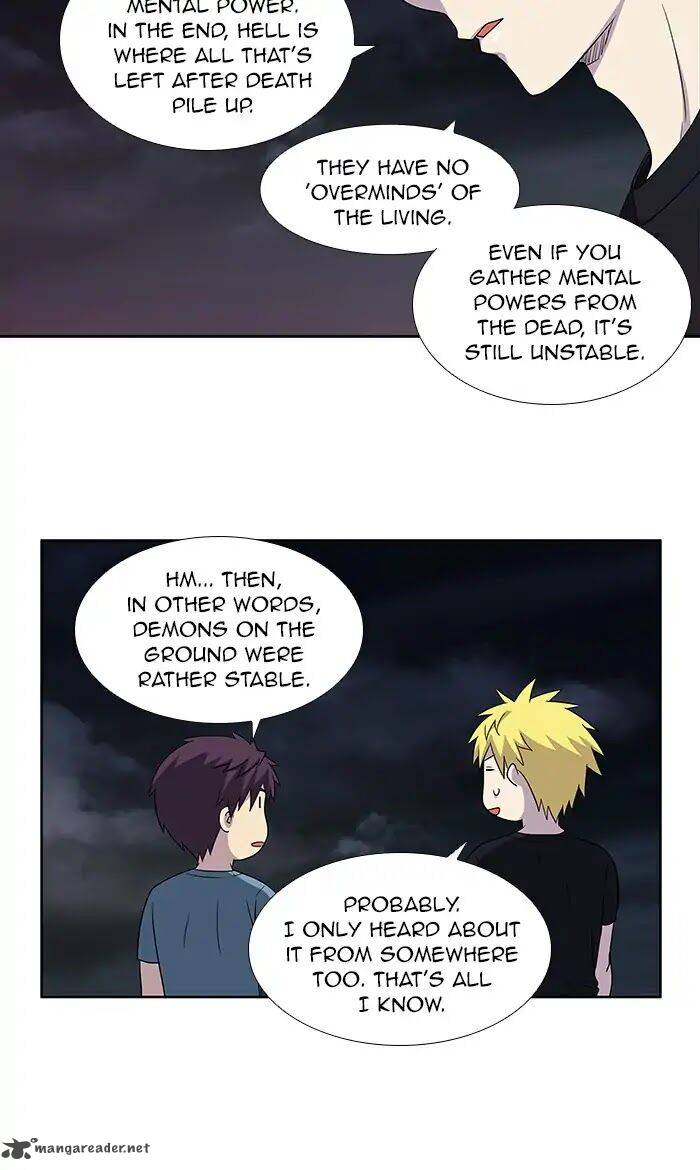 MENTAL POWER.
IN THE END, HELL IS
WHERE ALL THAT'S
LEFT AFTER DEATH
PILE UP.
THEY HAVE NO
'OVERMINDS' OF
THE LIVING.
EVEN IF YOU
GATHER MENTAL
POWERS FROM
THE DEAD, IT'S
STILL UNSTABLE.
HM... THEN,
IN OTHER WORDS,
DEMONS ON THE
GROUND WERE
RATHER STABLE.
PROBABLY.
I ONLY HEARD ABOUT
IT FROM SOMEWHERE
TOO. THAT'S ALL
I KNOW.
mangareader.net